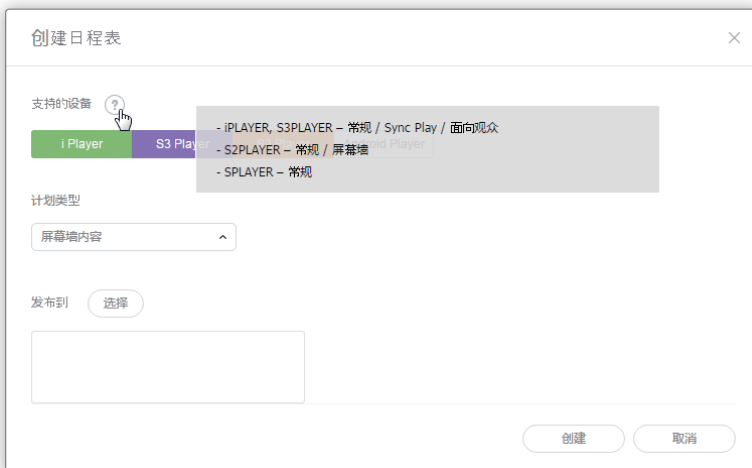 创建日程表
支持的设备 ?
- iPLAYER, S3PLAYER – 常规 / Sync Play / 面向观众
i Player S3 Player Player
- S2PLAYER – 常规 / 屏幕墙
- SPLAYER – 常规
计划类型
屏幕墙内容
发布到 选择
创建 取消